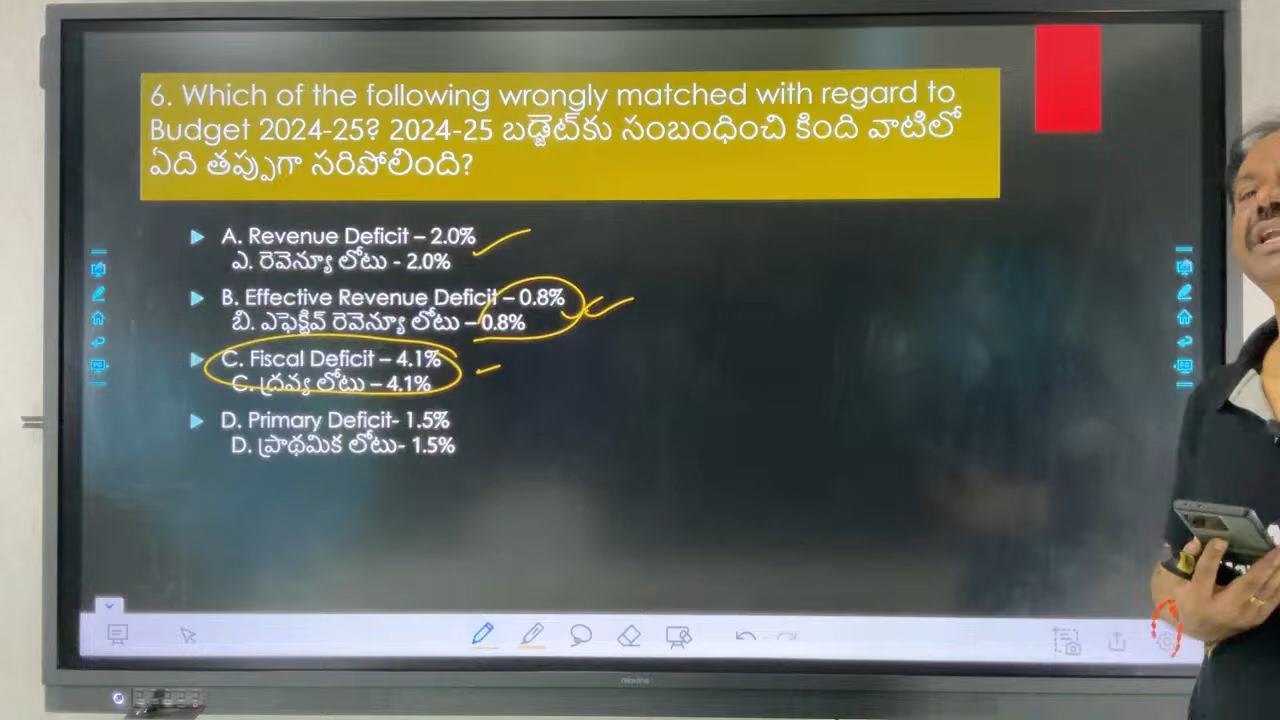 6. Which of the following wrongly matched with regard to
Budget 2024-25? 2024-25 బడ్జెట్‌కు సంబంధించి కింది వాటిలో
ఏది తప్పుగా సరిపోలింది?
A. Revenue Deficit – 2.0%
ఎ. రెవెన్యూ లోటు - 2.0%
B. Effective Revenue Deficit – 0.8%
బి. ఎఫెక్టివ్ రెవెన్యూ లోటు – 0.8%
C. Fiscal Deficit – 4.1%
C. ద్రవ్య లోటు – 4.1%
D. Primary Deficit- 1.5%
D. ప్రాథమిక లోటు- 1.5%